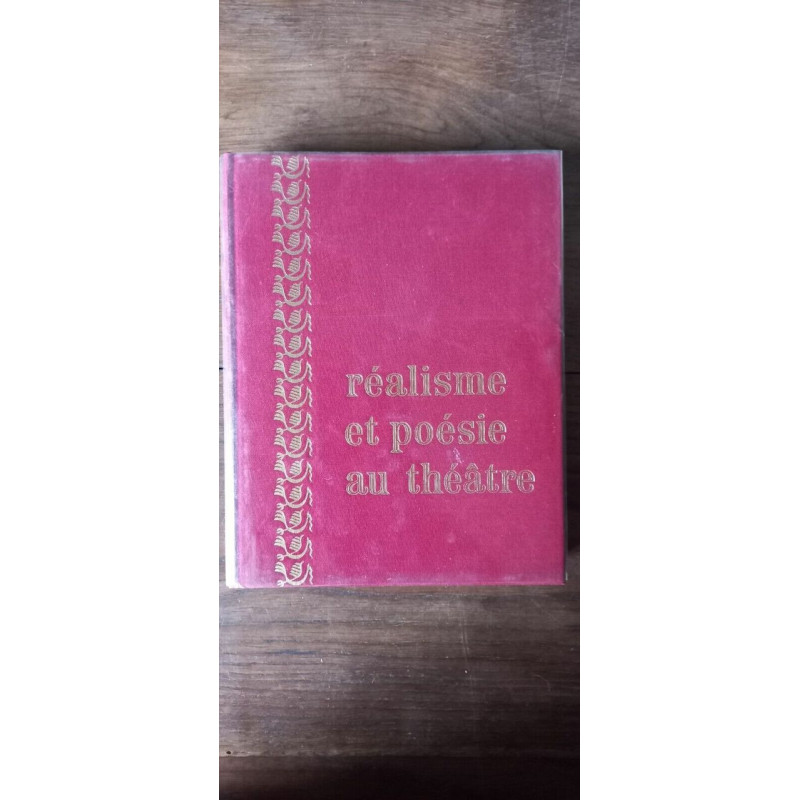 réalisme
et poésie
au théâtre